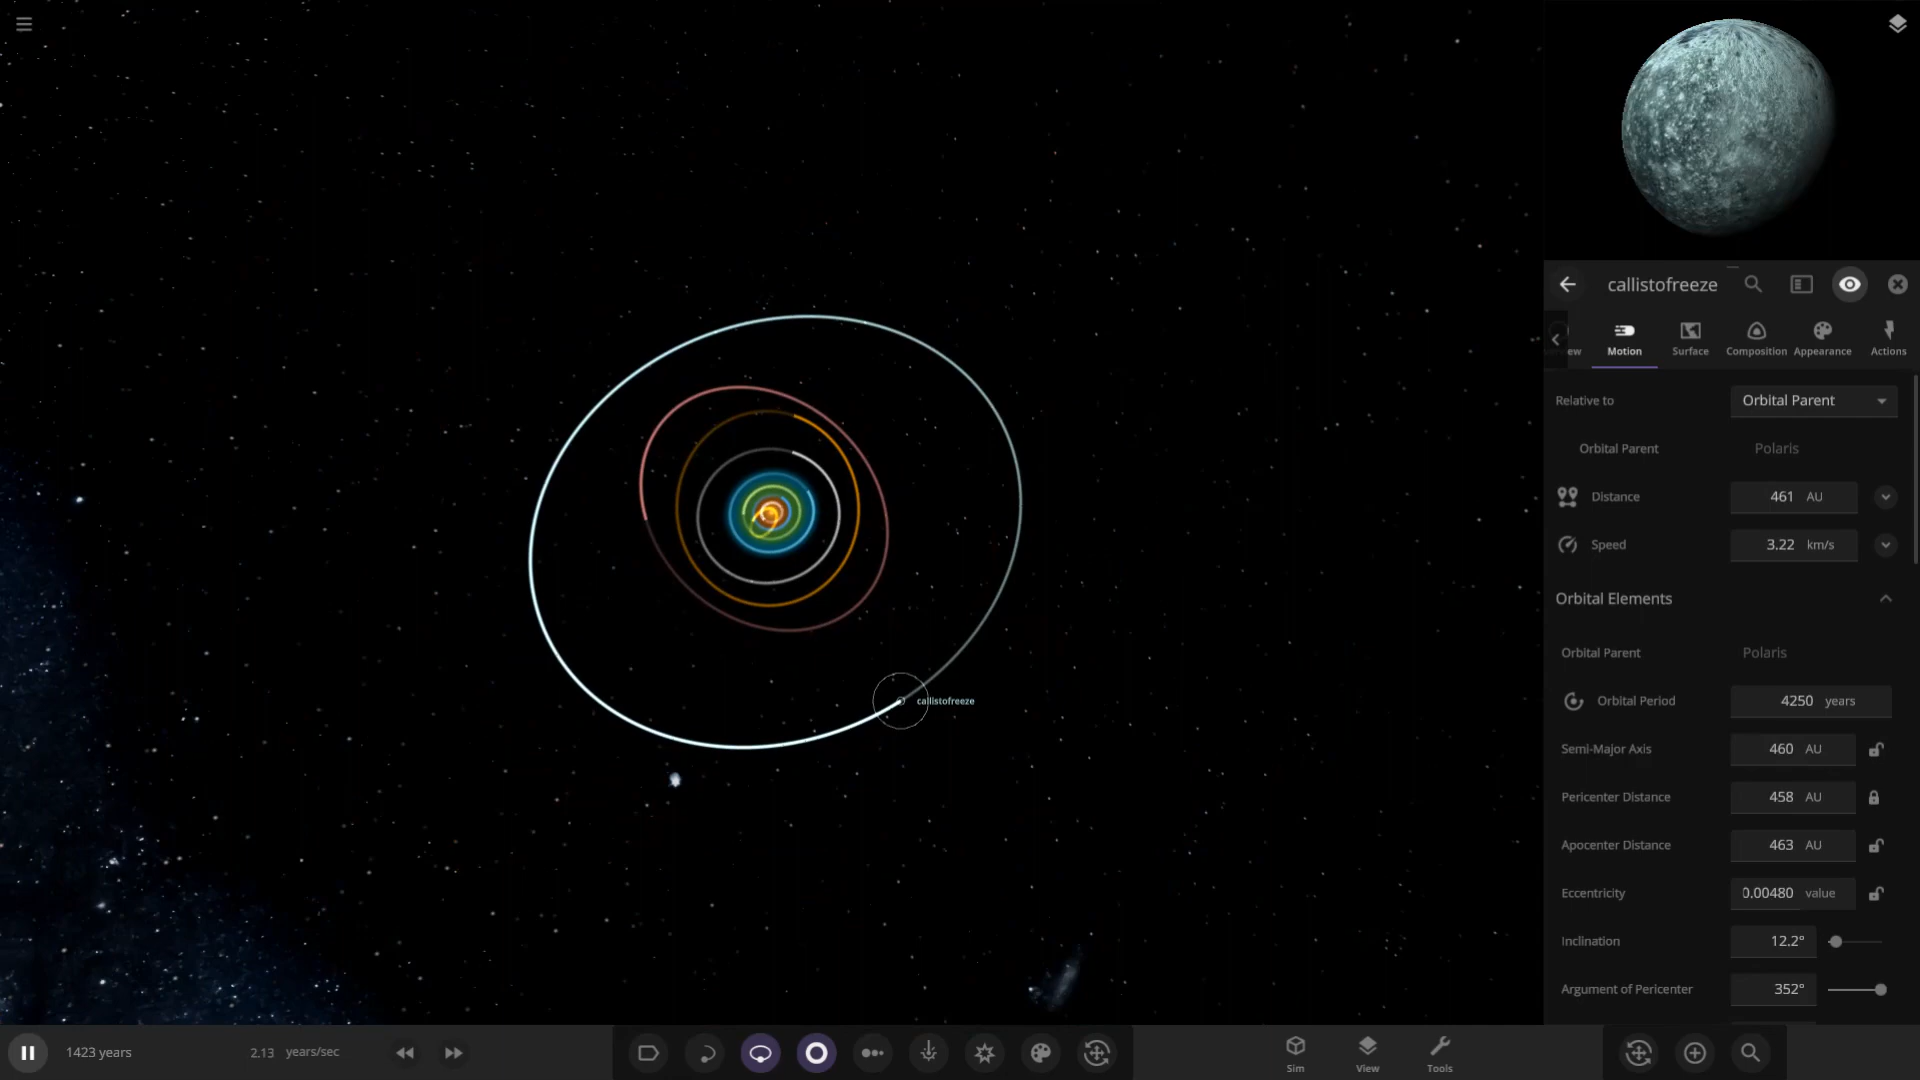 callistofreeze
ew
Motion
Surface
Composition
Appearance
Actions
Relative to
Orbital Parent
Orbital Parent
Polaris
Distance
461 AU
Speed
3.22 km/s
Orbital Elements
Orbital Parent
Polaris
Orbital Period
4250 years
Semi-Major Axis
460 AU
Pericenter Distance
458 AU
Apocenter Distance
463 AU
Eccentricity
0.00480 value
Inclination
12.2°
Argument of Pericenter
352°
callistofreeze
1423 years
2.13 years/sec
Sim
View
Tools